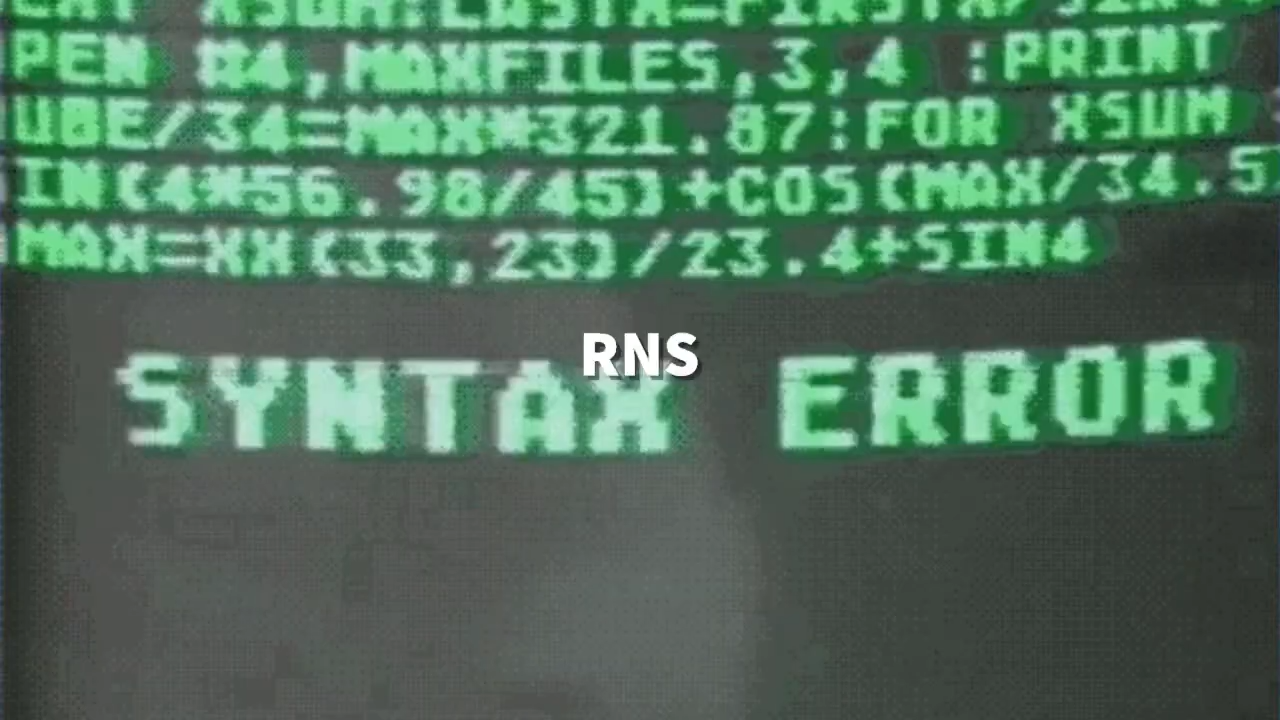 PEN #4,MAXFILES,3,4 :PRINT
UBE/34=MAX*321.87:FOR XSUM
IN(4*56.98/45)+COS(MAX/34.5
MAX=XX(33,23)/23.4+SIN4
RNS
SYNTAX ERROR